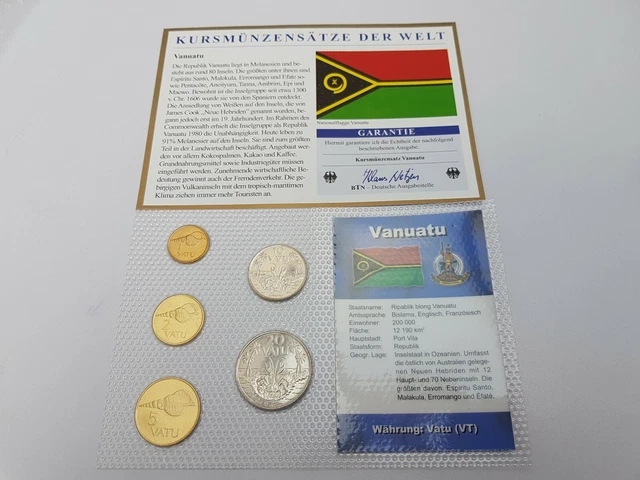 KURSMÜNZENSÄTZE DER WELT
Vanuatu
Die Republik Vanuatu liegt in Melanesien und be-
steht aus rund 80 Inseln. Die größten unter ihnen sind
Espiritu Santo, Malekula, Erromango und Efate so-
wie Pentecôte, Aneityum, Tanna, Ambrim, Epi und
Maewo. Bewohnt ist die Inselgruppe seit etwa 1300
v. Chr. 1606 wurde sie von den Spaniern entdeckt.
Die Ansiedlung von Weißen auf den Inseln, die von
James Cook „Neue Hebriden" genannt wurden, be-
gann jedoch erst im 19. Jahrhundert. Im Rahmen des
Commonwealth erhielt die Inselgruppe als Republik
Vanuatu 1980 die Unabhängigkeit. Heute leben zu
91% Melanesier auf den Inseln. Sie sind zum größten
Teil in der Landwirtschaft beschäftigt. Angebaut wer-
den vor allem Kokospalmen, Kakao und Kaffee.
Grundnahrungsmittel sowie Industriegüter müssen
eingeführt werden. Zunehmende wirtschaftliche Be-
deutung gewinnt auch der Fremdenverkehr. Die ge-
birgigen Vulkaninseln mit dem tropisch-maritimen
Klima ziehen immer mehr Touristen an.
Nationalflagge Vanuatu
GARANTIE
Hiermit garantiere ich die Echtheit der nachfolgend
beschriebenen Ausgabe.
Kursmünzensatz Vanuatu
BTN – Deutsche Ausgabestelle
VATU
2
VATU
5
VATU
10
VATU
20
VATU
Vanuatu
Staatsname: Ripablik blong Vanuatu
Amtssprache: Bislama, Englisch, Französisch
Einwohner: 200 000
Fläche: 12 190 km²
Hauptstadt: Port Vila
Staatsform: Republik
Geogr. Lage: Inselstaat in Ozeanien. Umfasst
die östlich von Australien gelege-
nen Neuen Hebriden mit 12
Haupt- und 70 Nebeninseln. Die
größten davon: Espiritu Santo,
Malakula, Erromango und Éfaté.
Währung: Vatu (VT)